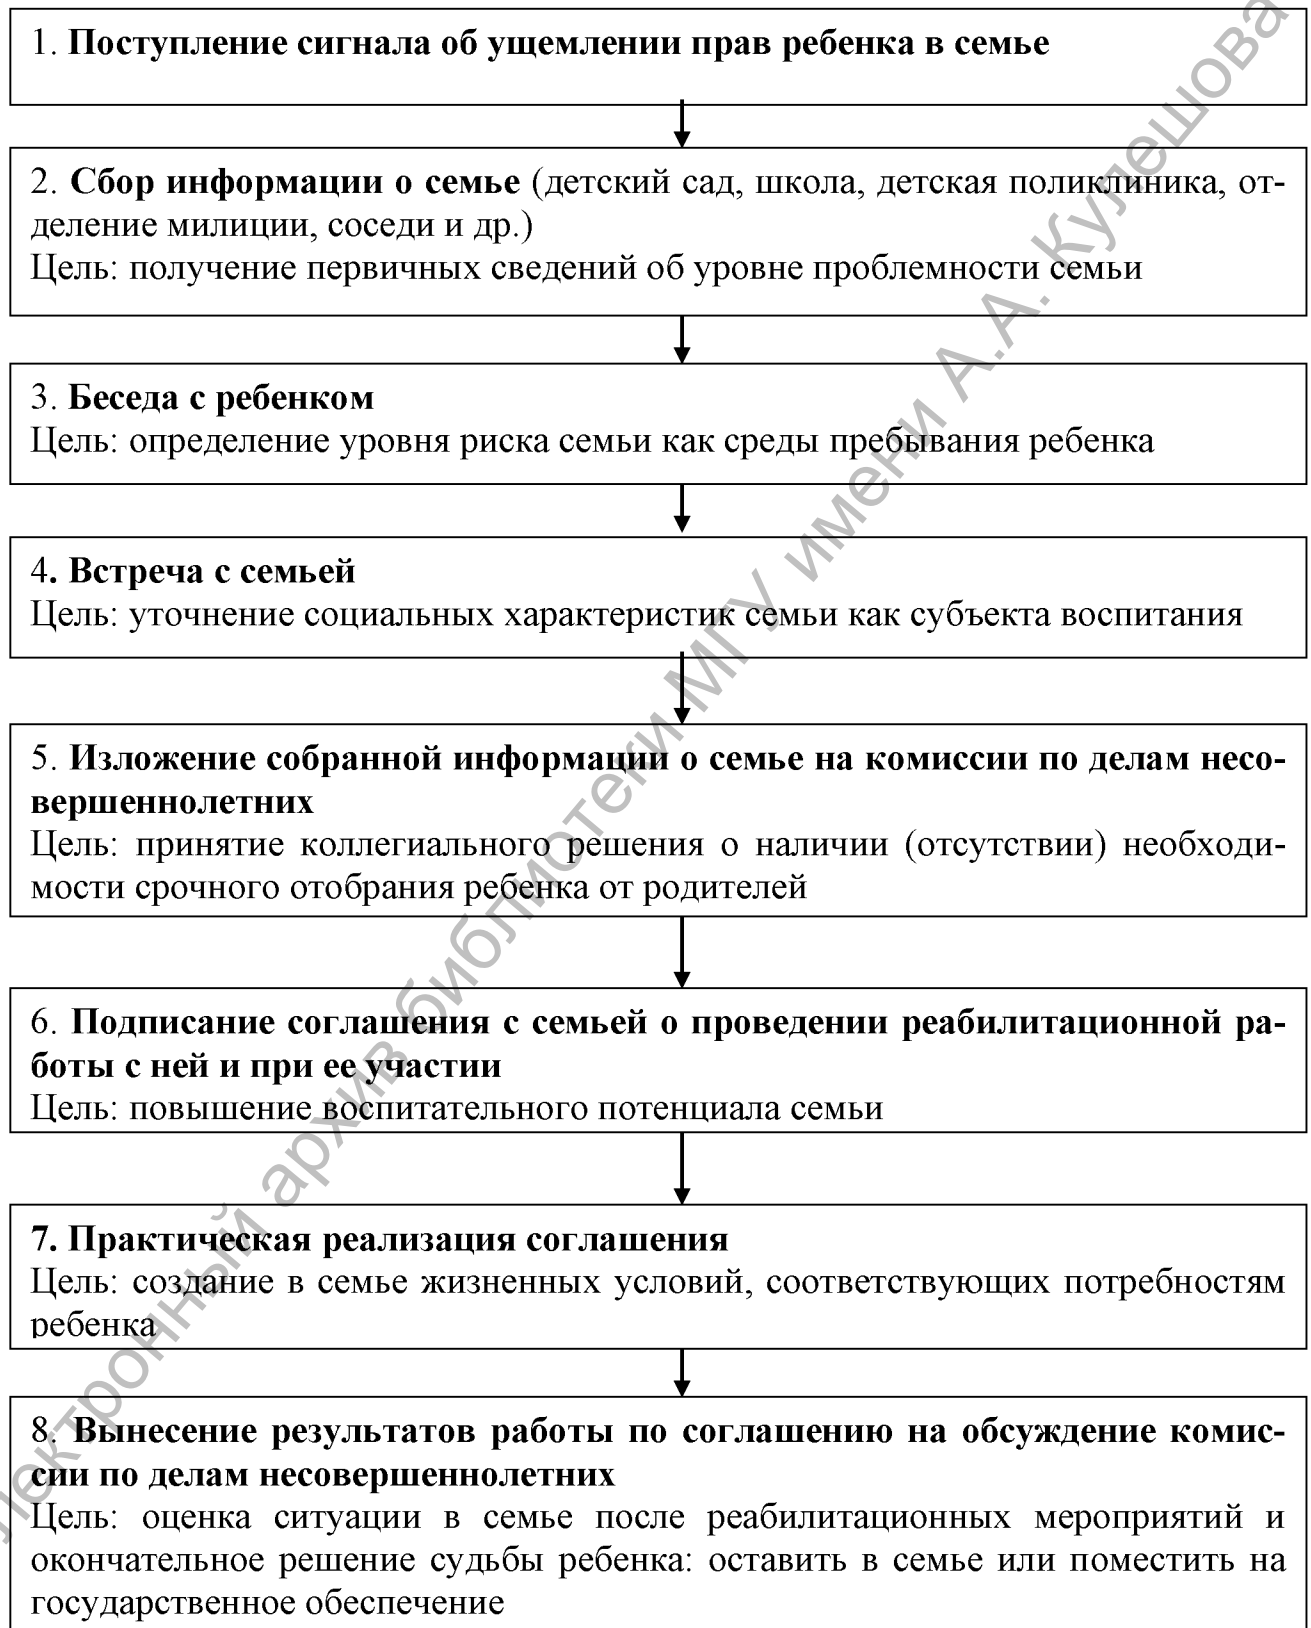 1. Поступление сигнала об ущемлении прав ребенка в семье
2. Сбор информации о семье (детский сад, школа, детская поликлиника, от-
деление милиции, соседи и др.)
Цель: получение первичных сведений об уровне проблемности семьи
3. Беседа с ребенком
Цель: определение уровня риска семьи как среды пребывания ребенка
4. Встреча с семьей
Цель: уточнение социальных характеристик семьи как субъекта воспитания
5. Изложение собранной информации о семье на комиссии по делам несо-
вершеннолетних
Цель: принятие коллегиального решения о наличии (отсутствии) необходи-
мости срочного отобрания ребенка от родителей
6. Подписание соглашения с семьей о проведении реабилитационной ра-
боты с ней и при ее участии
Цель: повышение воспитательного потенциала семьи
7. Практическая реализация соглашения
Цель: создание в семье жизненных условий, соответствующих потребностям
ребенка
8. Вынесение результатов работы по соглашению на обсуждение комис-
сии по делам несовершеннолетних
Цель: оценка ситуации в семье после реабилитационных мероприятий и
окончательное решение судьбы ребенка: оставить в семье или поместить на
государственное обеспечение
лектронный архив библиотеки МГУ имени А.А. Кулешова